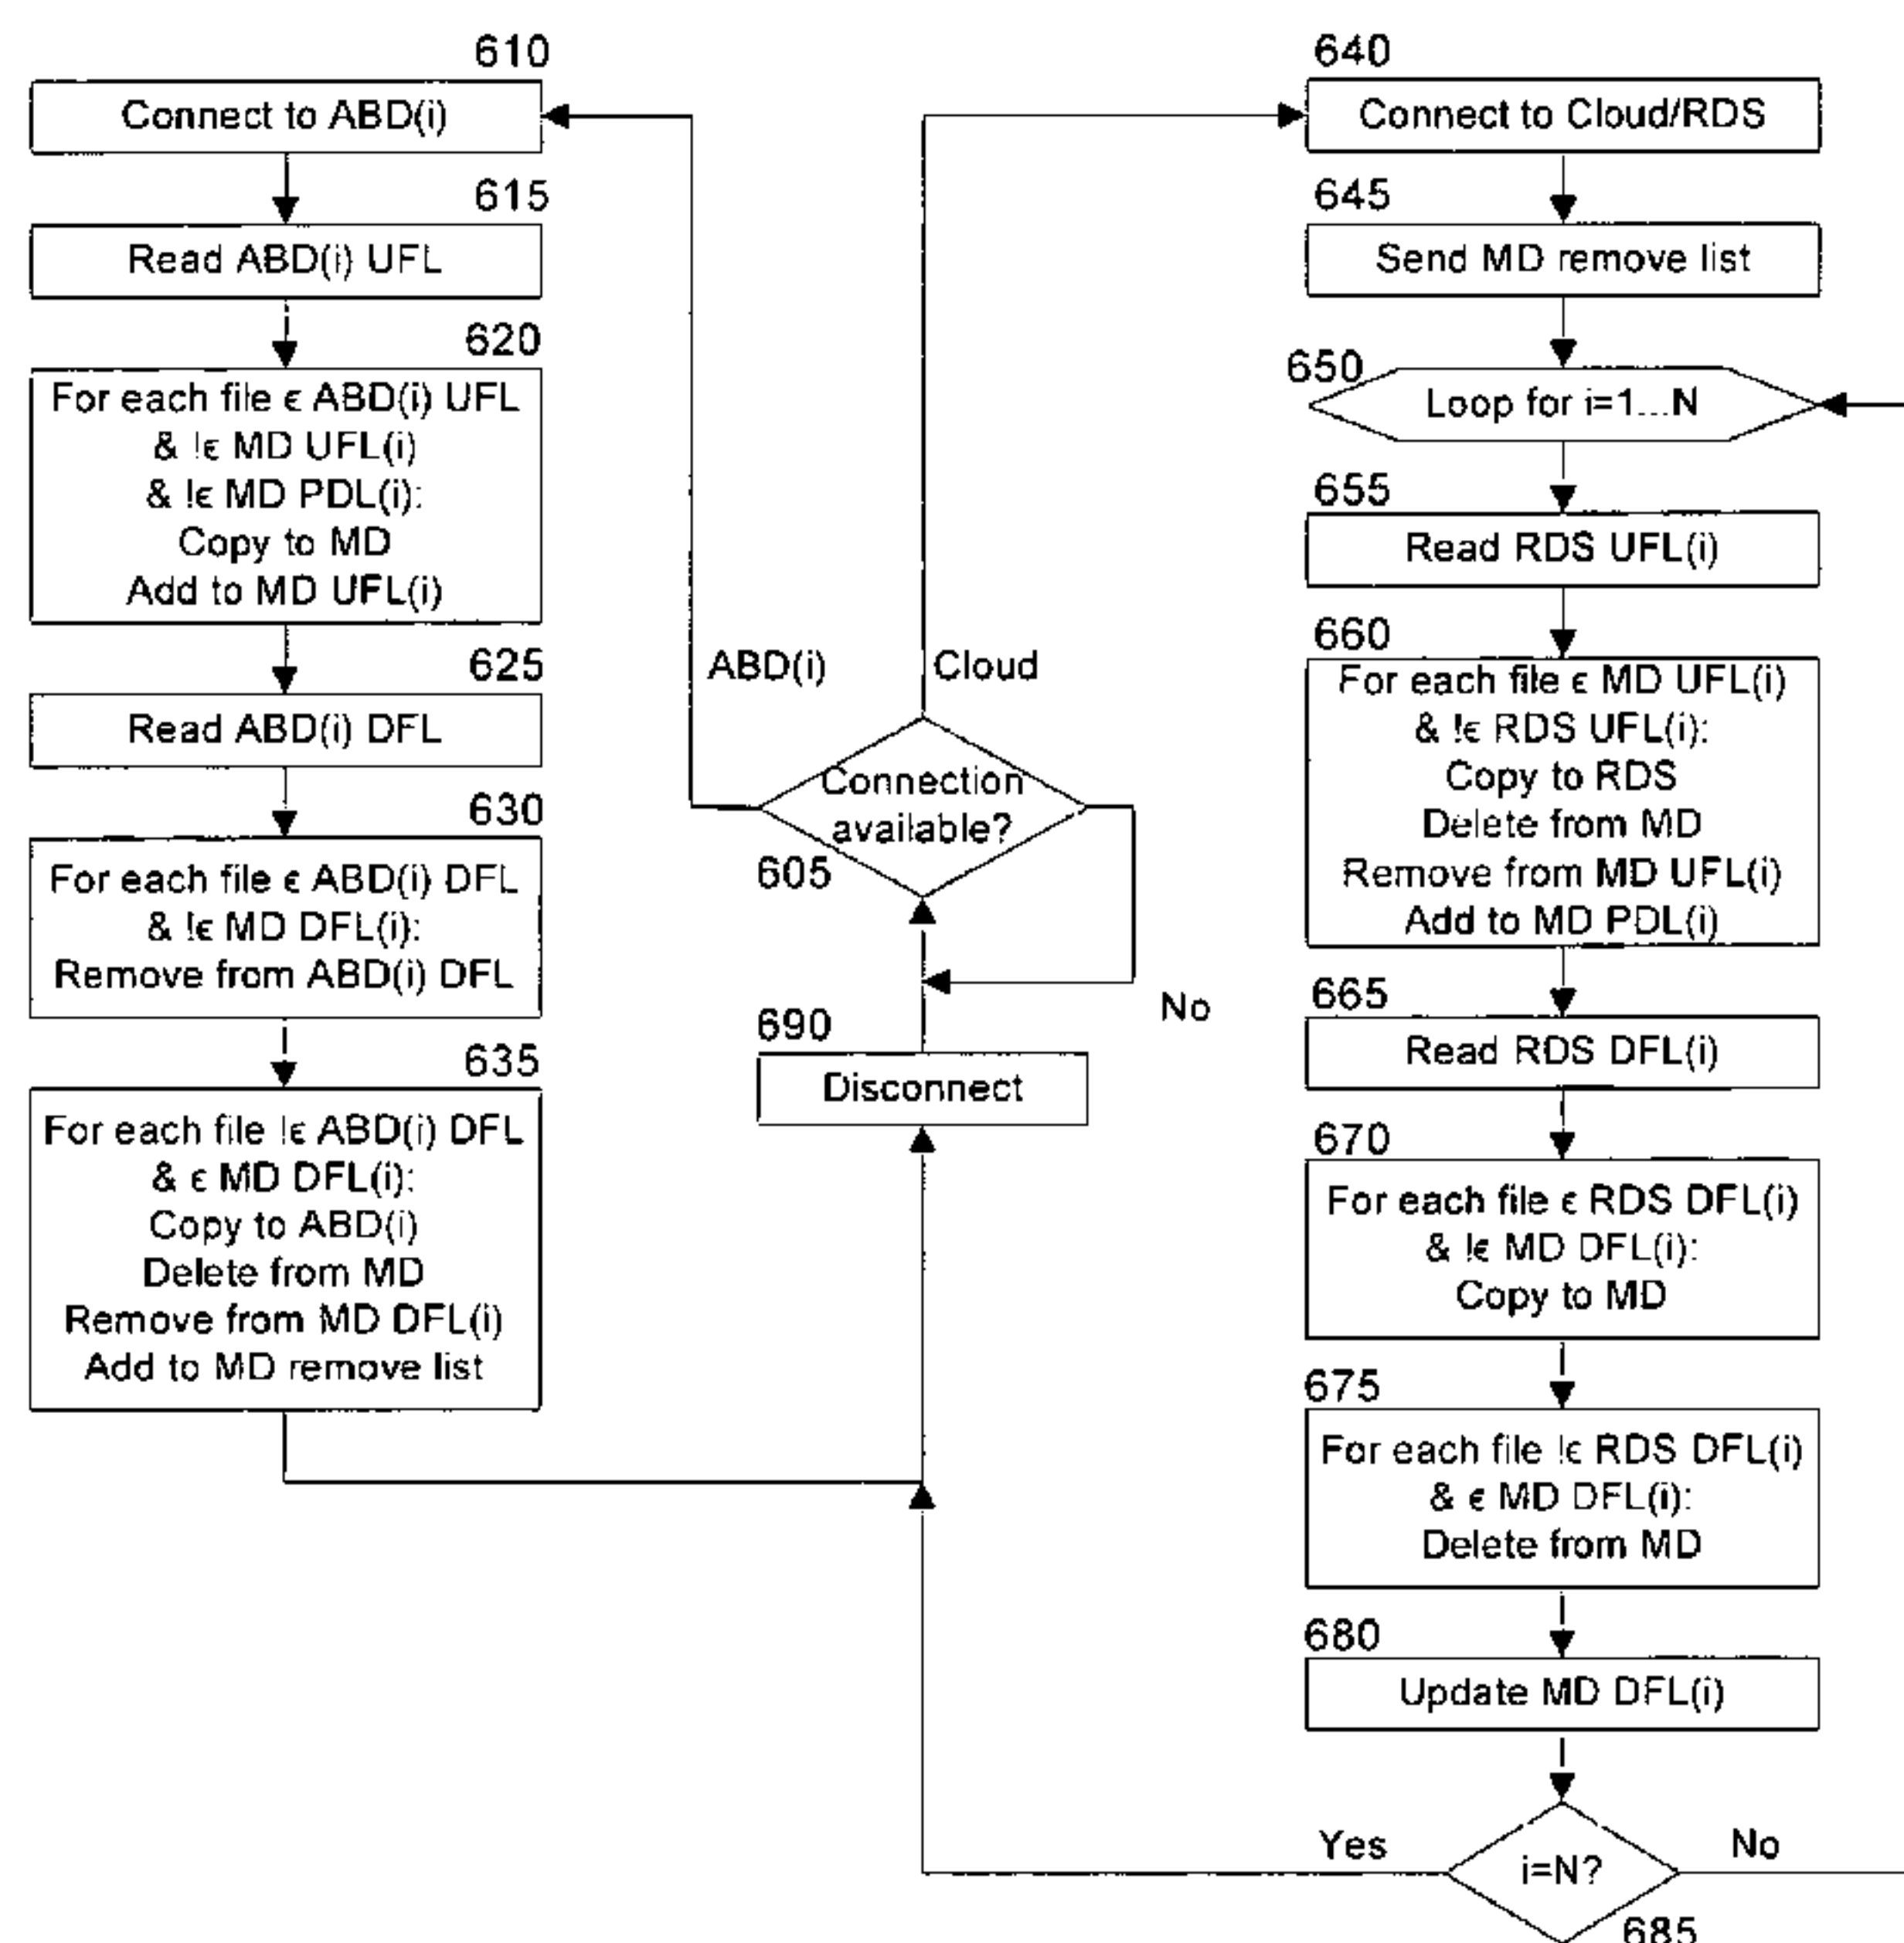 610
Connect to ABD(i)
615
Read ABD(i) UFL
620
For each file ϵ ABD(i) UFL
& !ϵ MD UFL(i)
& !ϵ MD PDL(i):
Copy to MD
Add to MD UFL(i)
625
Read ABD(i) DFL
630
For each file ϵ ABD(i) DFL
& !ϵ MD DFL(i):
Remove from ABD(i) DFL
635
For each file !ϵ ABD(i) DFL
& ϵ MD DFL(i):
Copy to ABD(i)
Delete from MD
Remove from MD DFL(i)
Add to MD remove list
ABD(i)
Cloud
Connection
available?
605
No
690
Disconnect
640
Connect to Cloud/RDS
645
Send MD remove list
650
Loop for i=1...N
655
Read RDS UFL(i)
660
For each file ϵ MD UFL(i)
& !ϵ RDS UFL(i):
Copy to RDS
Delete from MD
Remove from MD UFL(i)
Add to MD PDL(i)
665
Read RDS DFL(i)
670
For each file ϵ RDS DFL(i)
& !ϵ MD DFL(i):
Copy to MD
675
For each file !ϵ RDS DFL(i)
& ϵ MD DFL(i):
Delete from MD
680
Update MD DFL(i)
Yes
i=N?
No
685